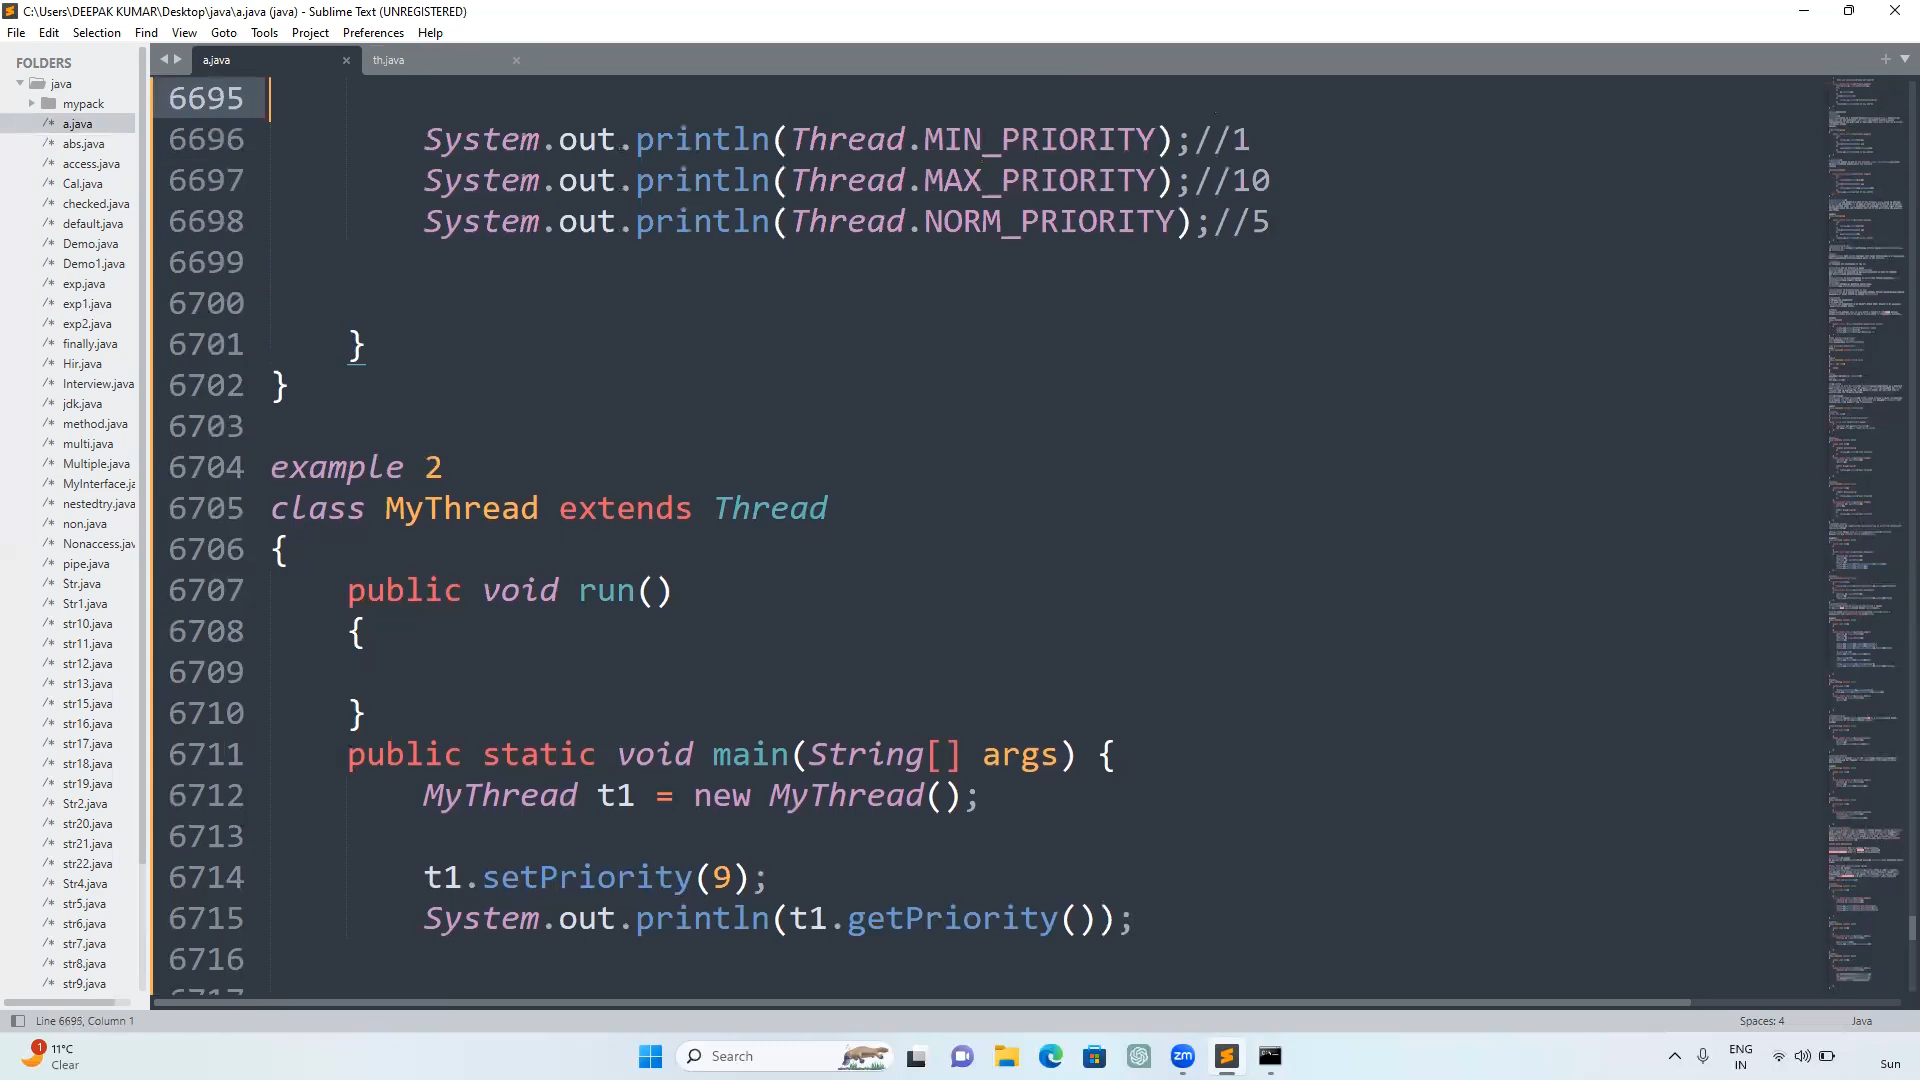 C:\Users\DEEPAK KUMAR\Desktop\java\a.java (java) - Sublime Text (UNREGISTERED)
File Edit Selection Find View Goto Tools Project Preferences Help
FOLDERS
java
mypack
a.java
abs.java
access.java
Cal.java
checked.java
default.java
Demo.java
Demo1.java
exp.java
exp1.java
exp2.java
finally.java
Hir.java
Interview.java
jdk.java
method.java
multi.java
Multiple.java
MyInterface.ja
nestedtry.java
non.java
Nonaccess.jav
pipe.java
Str.java
Str1.java
str10.java
str11.java
str12.java
str13.java
str15.java
str16.java
str17.java
str18.java
str19.java
Str2.java
str20.java
str21.java
str22.java
Str4.java
str5.java
str6.java
str7.java
str8.java
str9.java
a.java
th.java
6695
6696 System.out.println(Thread.MIN_PRIORITY);//1
6697 System.out.println(Thread.MAX_PRIORITY);//10
6698 System.out.println(Thread.NORM_PRIORITY);//5
6699
6700
6701 }
6702 }
6703
6704 example 2
6705 class MyThread extends Thread
6706 {
6707 public void run()
6708 {
6709
6710 }
6711 public static void main(String[] args) {
6712 MyThread t1 = new MyThread();
6713
6714 t1.setPriority(9);
6715 System.out.println(t1.getPriority());
6716
6717
Line 6695, Column 1
Spaces: 4
Java
1
11°C
Clear
Search
zm
ENG
IN
Sun